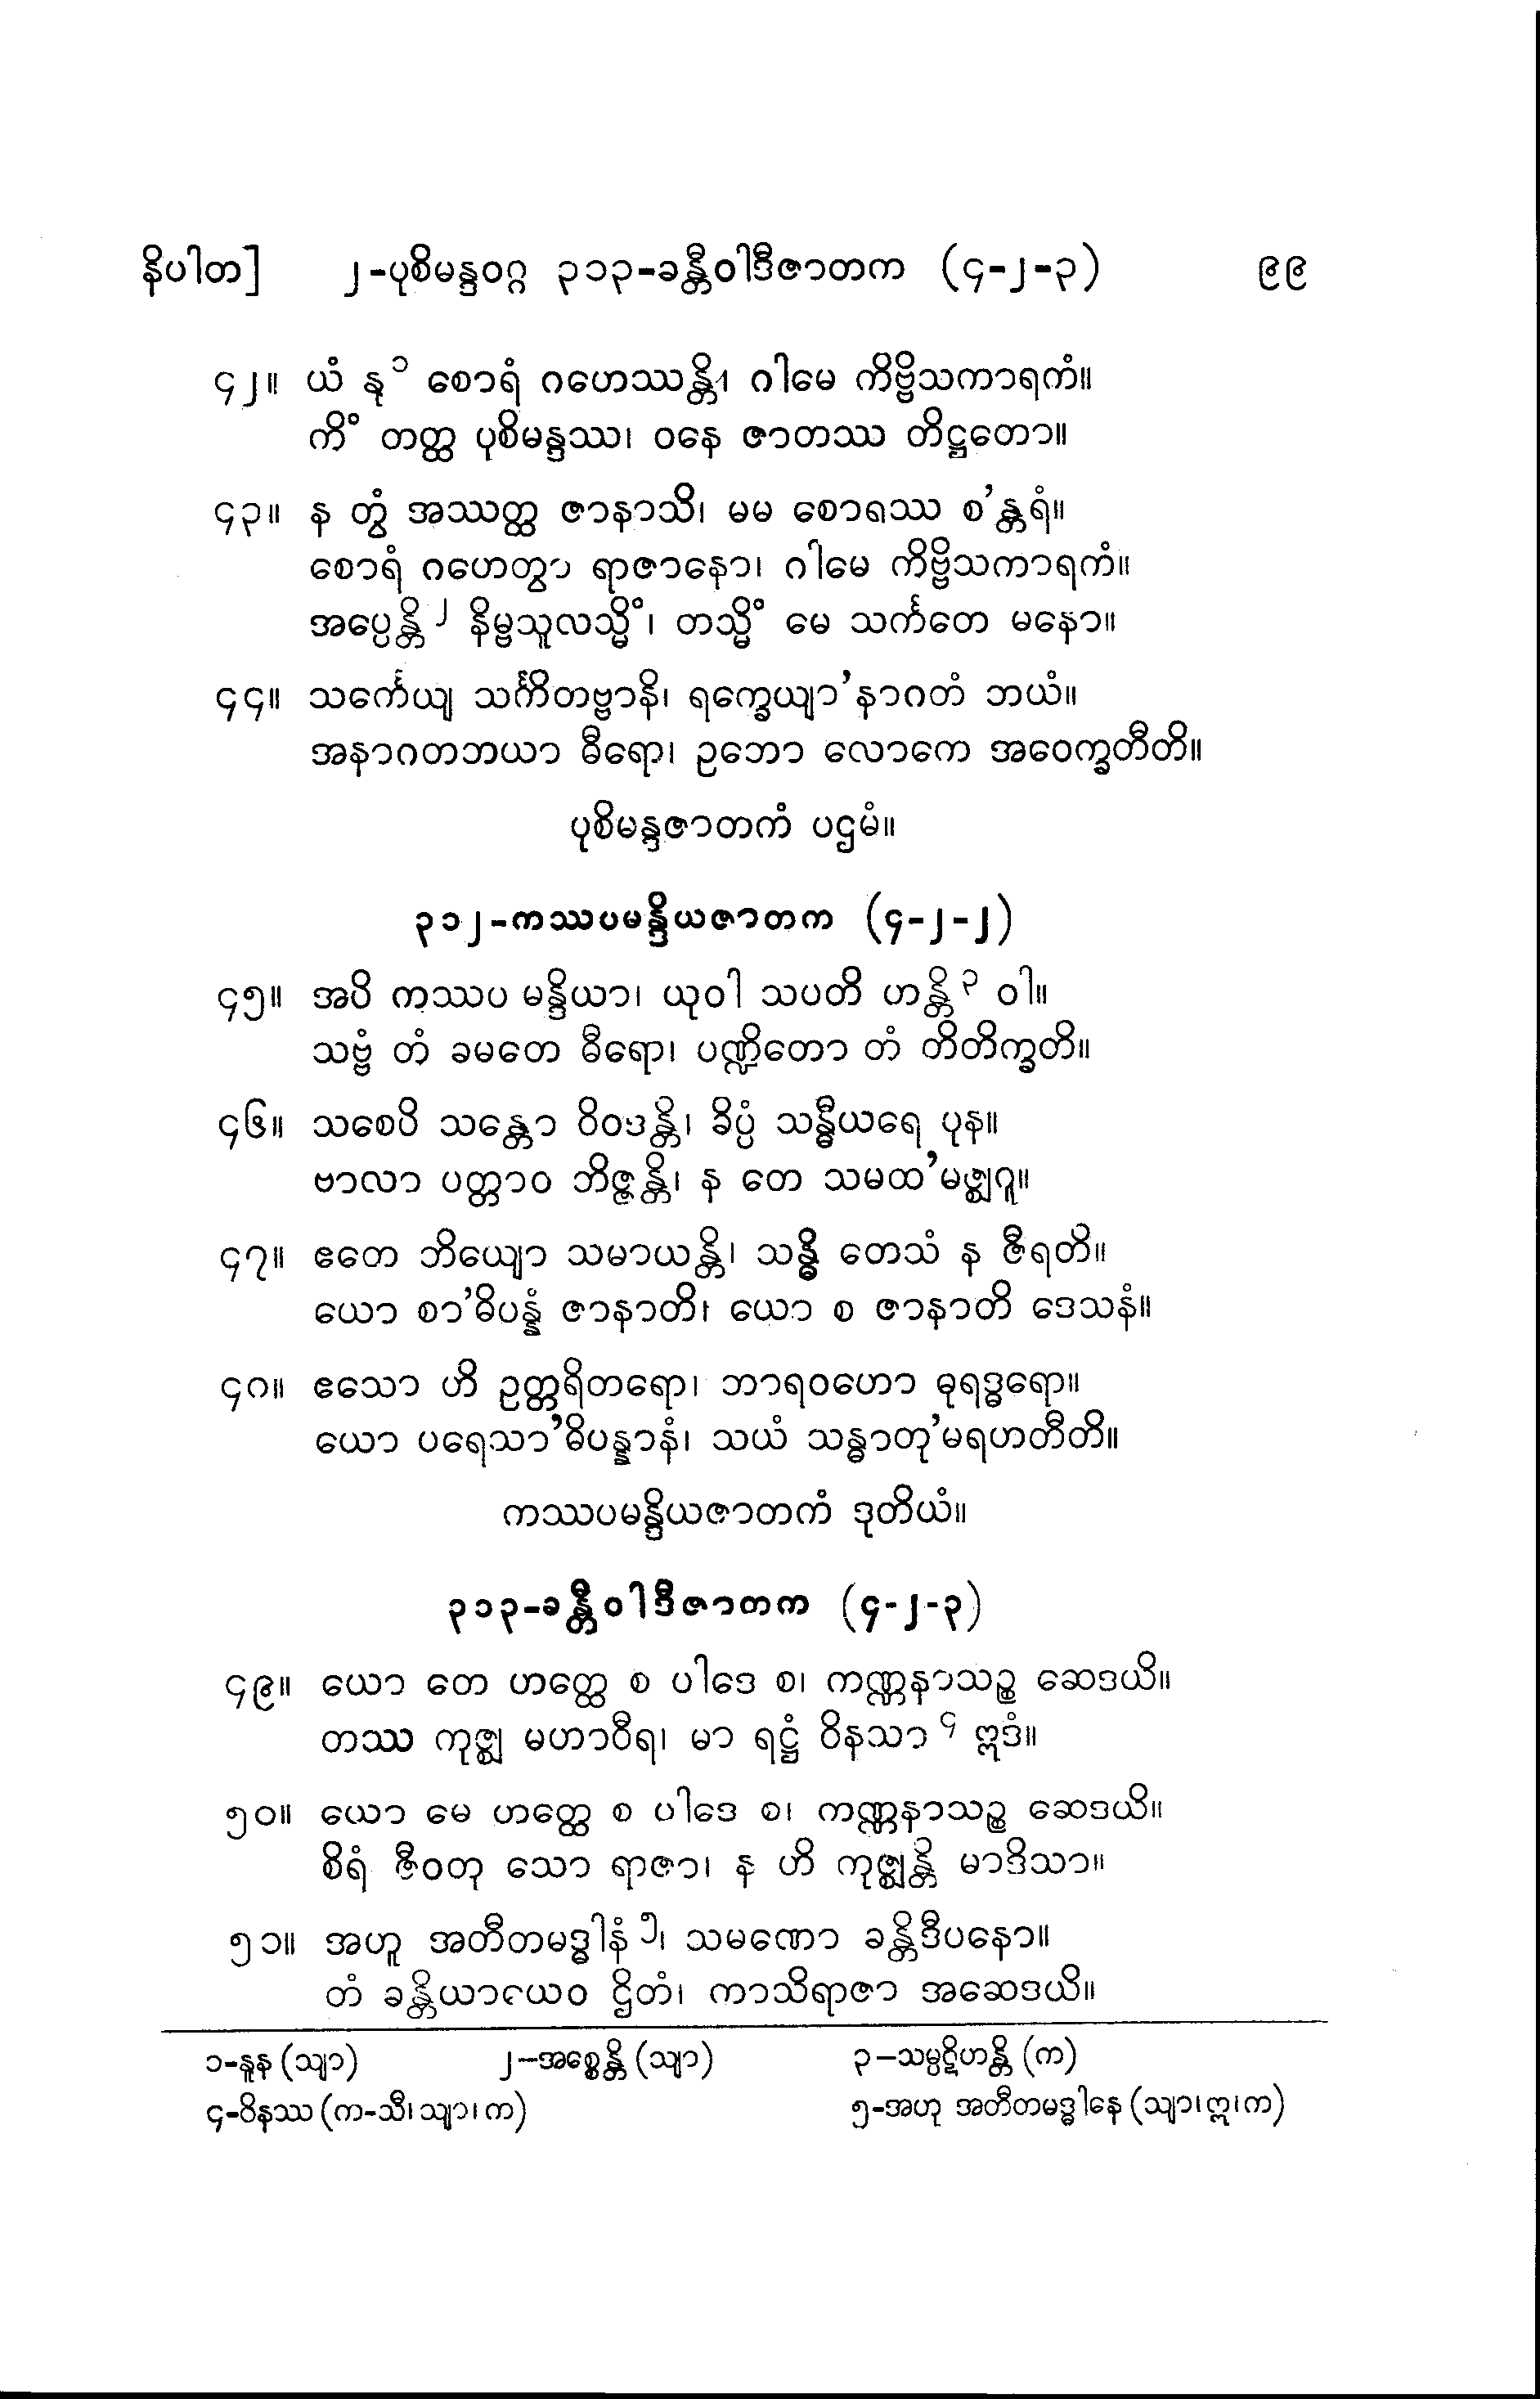 နိပါတ] ၂-ပုစိမန္ဒဝဂ္ဂ ၃၁၃-ခန္တီဝါဒီဇာတက (၄-၂-၃) ၉၉
၄၂။ ယံ နု ၁ စောရံ ဂဟေဿန္တိ၊ ဂါမေ ကိဗ္ဗိသကာရကံ။
ကိံ တတ္ထ ပုစိမန္ဒဿ၊ ဝနေ ဇာတဿ တိဋ္ဌတော။
၄၃။ န တွံ အဿတ္ထ ဇာနာသိ၊ မမ စောရဿ စ'န္တရံ။
စောရံ ဂဟေတွာ ရာဇာနော၊ ဂါမေ ကိဗ္ဗိသကာရကံ။
အပ္ပေန္တိ ၂ နိမ္ဗသူလသ္မိံ၊ တသ္မိံ မေ သင်္ကတေ မနော။
၄၄။ သင်္ကေယျ သင်္ကိတဗ္ဗာနိ၊ ရက္ခေယျာ'နာဂတံ ဘယံ။
အနာဂတဘယာ ဓီရော၊ ဥဘော လောကေ အဝေက္ခတီတိ။
ပုစိမန္ဒဇာတကံ ပဌမံ။
၃၁၂-ကဿပမန္ဒိယဇာတက (၄-၂-၂)
၄၅။ အပိ ကဿပ မန္ဒိယာ၊ ယုဝါ သပတိ ဟန္တိ ၃ ဝါ။
သဗ္ဗံ တံ ခမတေ ဓီရော၊ ပဏ္ဍိတော တံ တိတိက္ခတိ။
၄၆။ သစေပိ သန္တော ဝိဝဒန္တိ၊ ခိပ္ပံ သန္ဓီယရေ ပုန။
ဗာလာ ပတ္တာဝ ဘိဇ္ဇန္တိ၊ န တေ သမထ'မဇ္ဈဂူ။
၄၇။ ဧတေ ဘိယျော သမာယန္တိ၊ သန္ဓိ တေသံ န ဇီရတိ။
ယော စာ'ဓိပန္နံ ဇာနာတိ၊ ယော စ ဇာနာတိ ဒေသနံ။
၄၈။ ဧသော ဟိ ဥတ္တရိတရော၊ ဘာရဝဟော ဓုရဒ္ဓရော။
ယော ပရေသာ'ဓိပန္နာနံ၊ သယံ သန္ဓာတု'မရဟတီတိ။
ကဿပမန္ဒိယဇာတကံ ဒုတိယံ။
၃၁၃-ခန္တီဝါဒီဇာတက (၄-၂-၃)
၄၉။ ယော တေ ဟတ္ထေ စ ပါဒေ စ၊ ကဏ္ဏနာသဉ္စ ဆေဒယိ။
တဿ ကုဇ္ဈ မဟာဝီရ၊ မာ ရဋ္ဌံ ဝိနသာ ၄ ဣဒံ။
၅၀။ ယော မေ ဟတ္ထေ စ ပါဒေ စ၊ ကဏ္ဏနာသဉ္စ ဆေဒယိ။
စိရံ ဇီဝတု သော ရာဇာ၊ န ဟိ ကုဇ္ဈန္တိ မာဒိသာ။
၅၁။ အဟူ အတီတမဒ္ဓါနံ ၅၊ သမဏော ခန္တိဒီပနော။
တံ ခန္တိယာယေဝ ဌိတံ၊ ကာသိရာဇာ အဆေဒယိ။
၁-နူန (သျာ) ၂-အစ္စေန္တိ (သျာ) ၃-သမ္ပဋိဟန္တိ (က)
၄-ဝိနဿ (က-သီ၊ သျာ၊ က) ၅-အဟု အတီတမဒ္ဓါနေ (သျာ၊ ဣ၊ က)